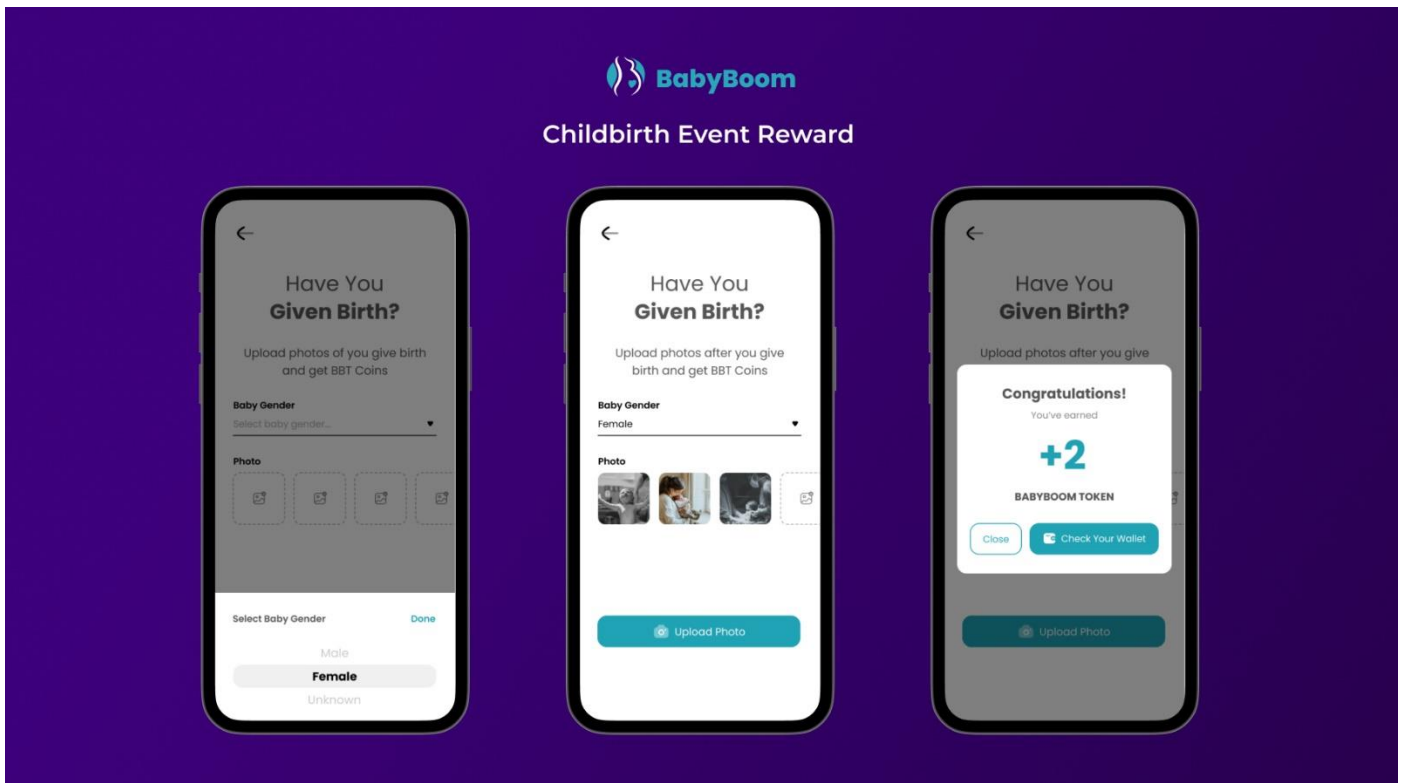 BabyBoom
Childbirth Event Reward
Have You
Given Birth?
Upload photos of you give birth
and get BBT Coins
Baby Gender
Select baby gender...
Photo
Select Baby Gender
Done
Male
Female
Unknown
Have You
Given Birth?
Upload photos after you give
birth and get BBT Coins
Baby Gender
Female
Photo
Upload Photo
Have You
Given Birth?
Upload photos after you give
Congratulations!
You've earned
+2
BABYBOOM TOKEN
Close
Check Your Wallet
Upload Photo